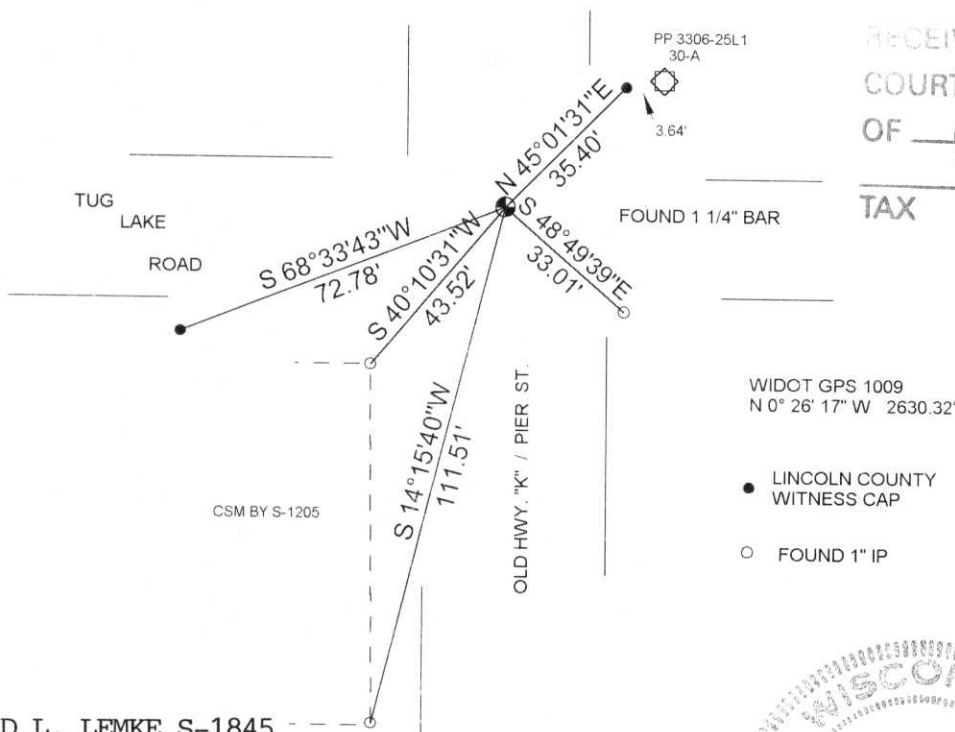 PP 3306-25L1
30-A
COURT
OF
TAX
3.64'
N 45°01'31"E
35.40'
TUG
LAKE
ROAD
FOUND 1 1/4" BAR
S 68°33'43"W
72.78'
S 40°10'31"W
43.52'
S 48°49'39"E
33.01'
S 14°15'40"W
111.51'
OLD HWY. "K" / PIER ST.
WIDOT GPS 1009
N 0° 26' 17" W 2630.32'
LINCOLN COUNTY
WITNESS CAP
CSM BY S-1205
FOUND 1" IP
WISCO
D L. LEMKE S-1845